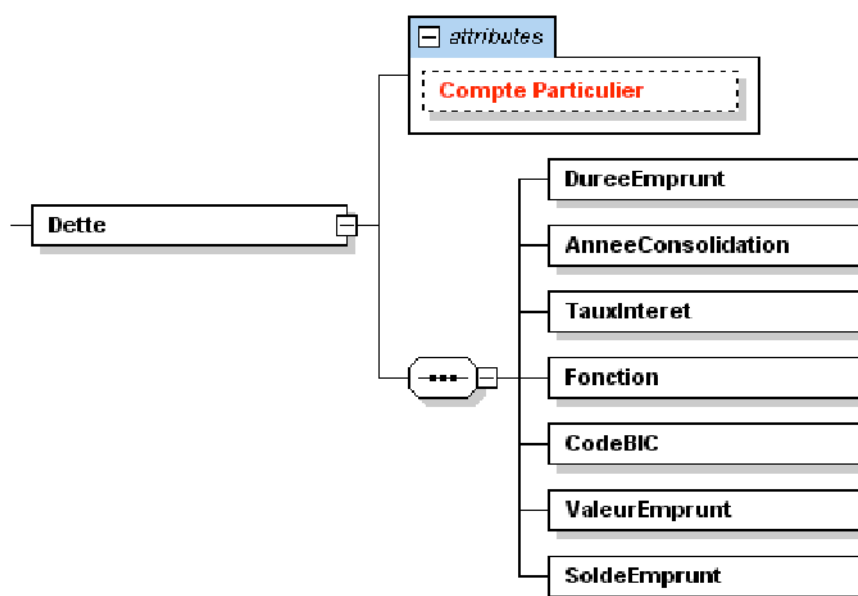 attributes
Compte Particulier
Dette
DureeEmprunt
AnneeConsolidation
TauxInteret
Fonction
CodeBIC
ValeurEmprunt
SoldeEmprunt